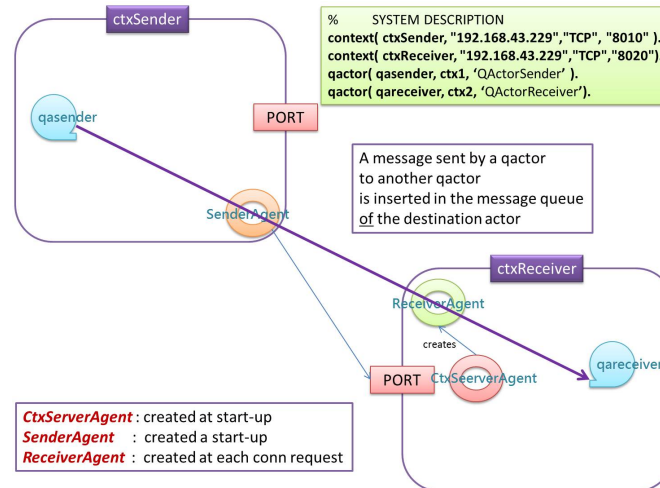 ctxSender
% SYSTEM DESCRIPTION
context( ctxSender, "192.168.43.229","TCP", "8010" ).
context( ctxReceiver, "192.168.43.229","TCP","8020").
qactor( qasender, ctx1, ‘QActorSender’ ).
qactor( qareceiver, ctx2, ‘QActorReceiver’).
qasender
PORT
A message sent by a qactor
to another qactor
is inserted in the message queue
of the destination actor
SenderAgent
ctxReceiver
ReceiverAgent
creates
PORT
CtxSeerverAgent
qareceiver
CtxServerAgent : created at start-up
SenderAgent : created a start-up
ReceiverAgent : created at each conn request